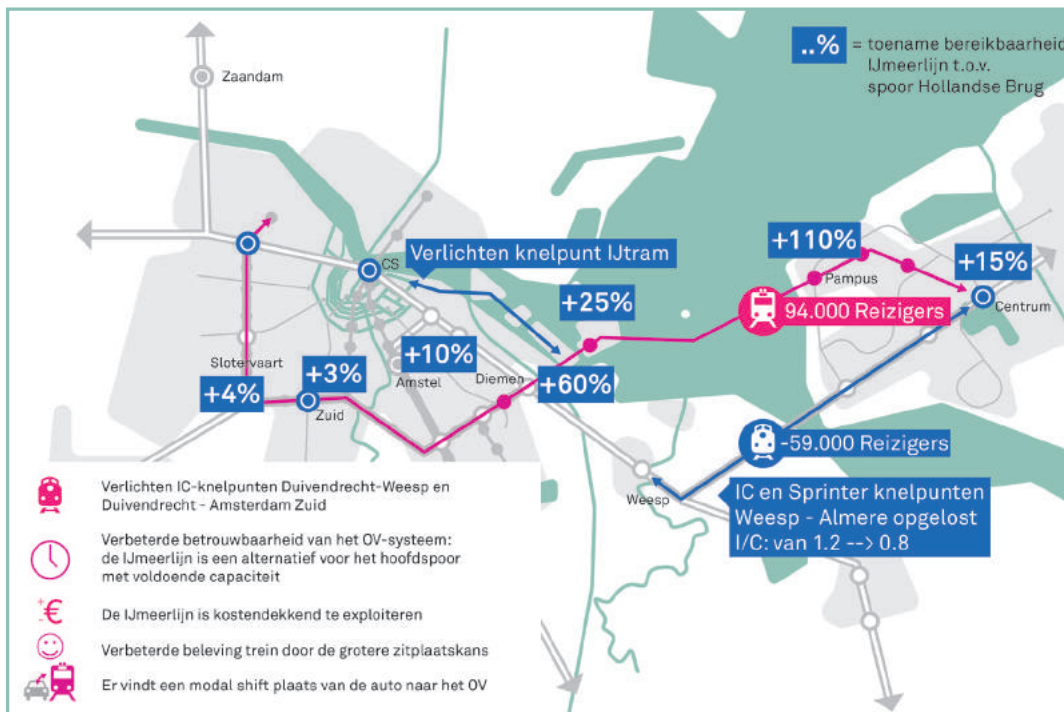 ..%
= toename bereikbaarheid
IJmeerlijn t.o.v.
spoor Hollandse Brug
Zaandam
CS
Verlichten knelpunt IJtram
+110%
Pampus
+15%
Centrum
+25%
94.000 Reizigers
Slotervaart
+4%
+3%
Zuid
+10%
Amstel
Diemen
+60%
-59.000 Reizigers
Weesp
IC en Sprinter knelpunten
Weesp - Almere opgelost
I/C: van 1.2 --> 0.8
Verlichten IC-knelpunten Duivendrecht-Weesp en
Duivendrecht - Amsterdam Zuid
Verbeterde betrouwbaarheid van het OV-systeem:
de IJmeerlijn is een alternatief voor het hoofdspoor
met voldoende capaciteit
De IJmeerlijn is kostendekkend te exploiteren
Verbeterde beleving trein door de grotere zitplaatskans
Er vindt een modal shift plaats van de auto naar het OV